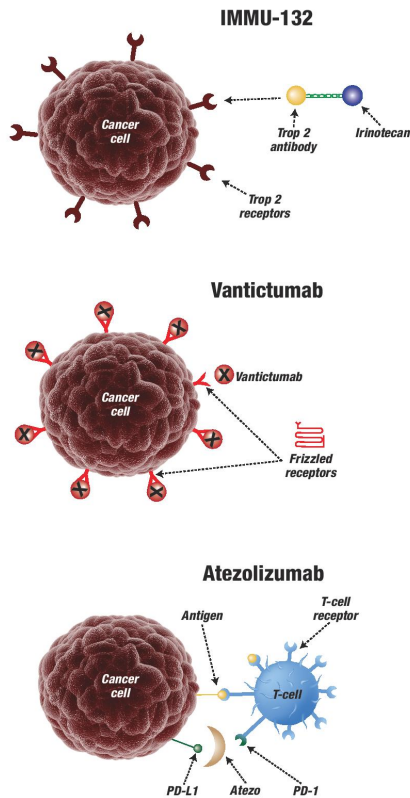 IMMU-132
Cancer
cell
Trop 2
antibody
Irinotecan
Trop 2
receptors
Vantictumab
X
X
X
X
Vantictumab
Cancer
cell
X
X
X
X
Frizzled
receptors
Atezolizumab
Antigen
T-cell
receptor
Cancer
cell
T-cell
PD-L1
Atezo
PD-1